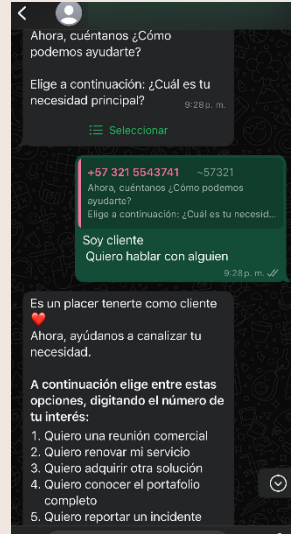 Ahora, cuéntanos ¿Cómo
podemos ayudarte?
Elige a continuación: ¿Cuál es tu
necesidad principal?
9:28 p. m.
Seleccionar
+57 321 5543741 ~57321
Ahora, cuéntanos ¿Cómo podemos
ayudarte?
Elige a continuación: ¿Cuál es tu necesid...
Soy cliente
Quiero hablar con alguien
9:28 p. m.
Es un placer tenerte como cliente
❤️
Ahora, ayúdanos a canalizar tu
necesidad.
A continuación elige entre estas
opciones, digitando el número de
tu interés:
1. Quiero una reunión comercial
2. Quiero renovar mi servicio
3. Quiero adquirir otra solución
4. Quiero conocer el portafolio
completo
5. Quiero reportar un incidente